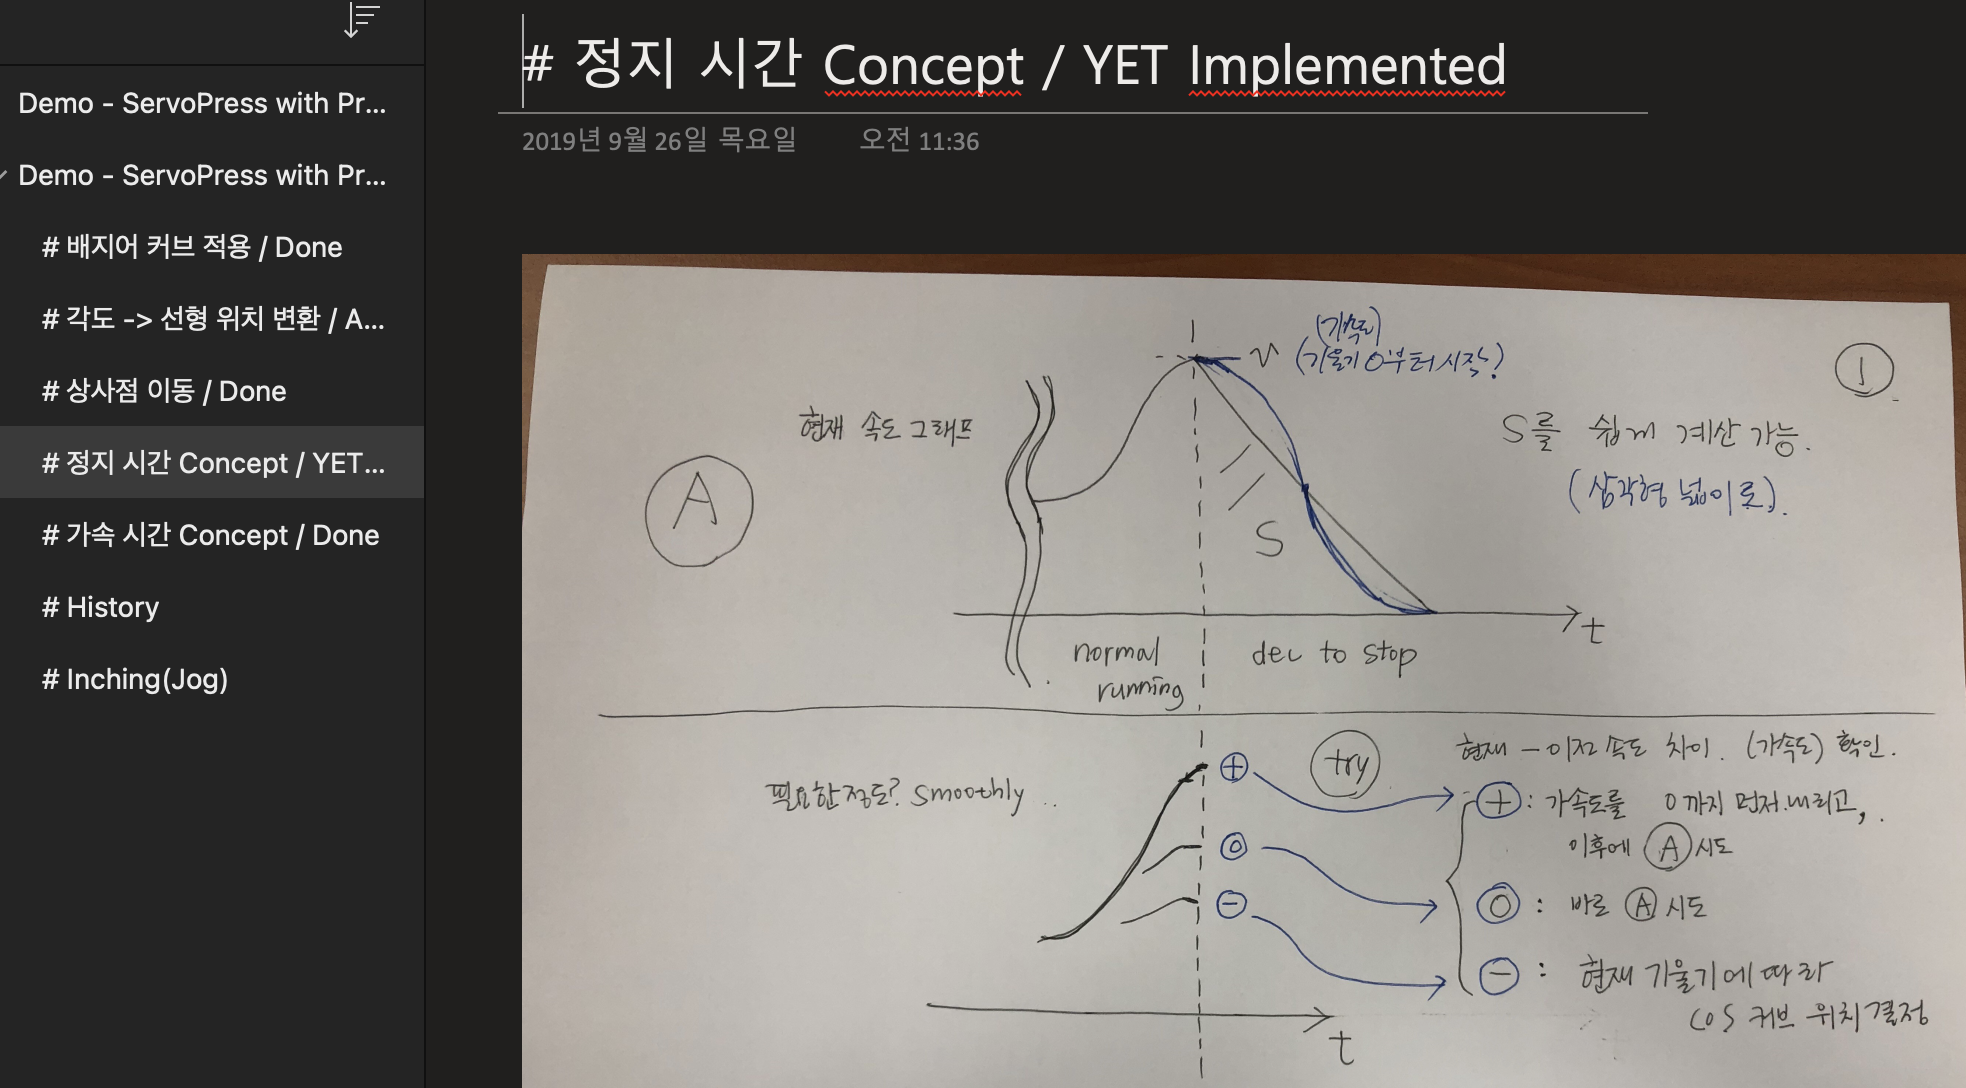 Demo - ServoPress with Pr...
Demo - ServoPress with Pr...
# 배지어 커브 적용 / Done
# 각도 -> 선형 위치 변환 / A...
# 상사점 이동 / Done
# 정지 시간 Concept / YET...
# 가속 시간 Concept / Done
# History
# Inching(Jog)
# 정지 시간 Concept / YET Implemented
2019년 9월 26일 목요일 오전 11:36
1
(가속도)
v (기울기 0부터 시작?)
현재 속도 그래프
A
S를 쉽게 계산 가능.
(삼각형 넓이로).
S
t
normal running
dec to stop
필요한정도? smoothly ..
try
현재 - 이전 속도 차이. (가속도) 확인.
+
0
-
+ : 가속도를 0까지 먼저 내리고,
이후에 A 시도
0 : 바로 A 시도
- : 현재 기울기에 따라
cos 커브 위치 결정
t